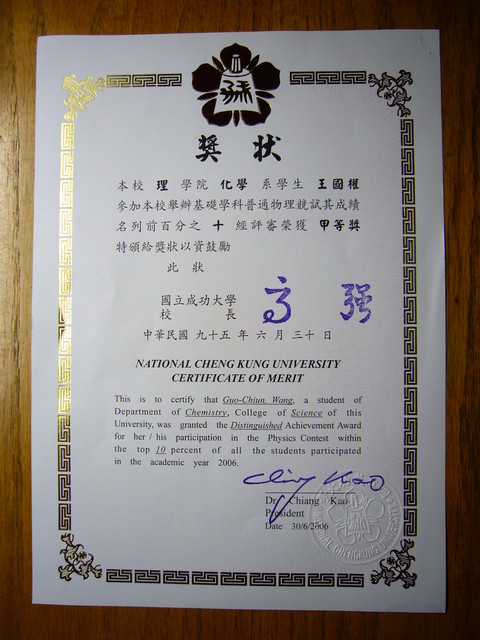 獎狀
本校 理 學院 化學 系學生 王國權
參加本校舉辦基礎學科普通物理競試其成績
名列前百分之 十 經評審榮獲 甲等獎
特頒給獎狀以資鼓勵
此狀
國立成功大學
校長 高强
中華民國 九十五 年 六 月 三十 日
NATIONAL CHENG KUNG UNIVERSITY
CERTIFICATE OF MERIT
This is to certify that Guo-Chiun, Wang, a student of
Department of Chemistry, College of Science of this
University, was granted the Distinguished Achievement Award
for her / his participation in the Physics Contest within
the top 10 percent of all the students participated
in the academic year 2006.
Ching Kao
Dr. Chiang Kao
President
Date 30/6/2006